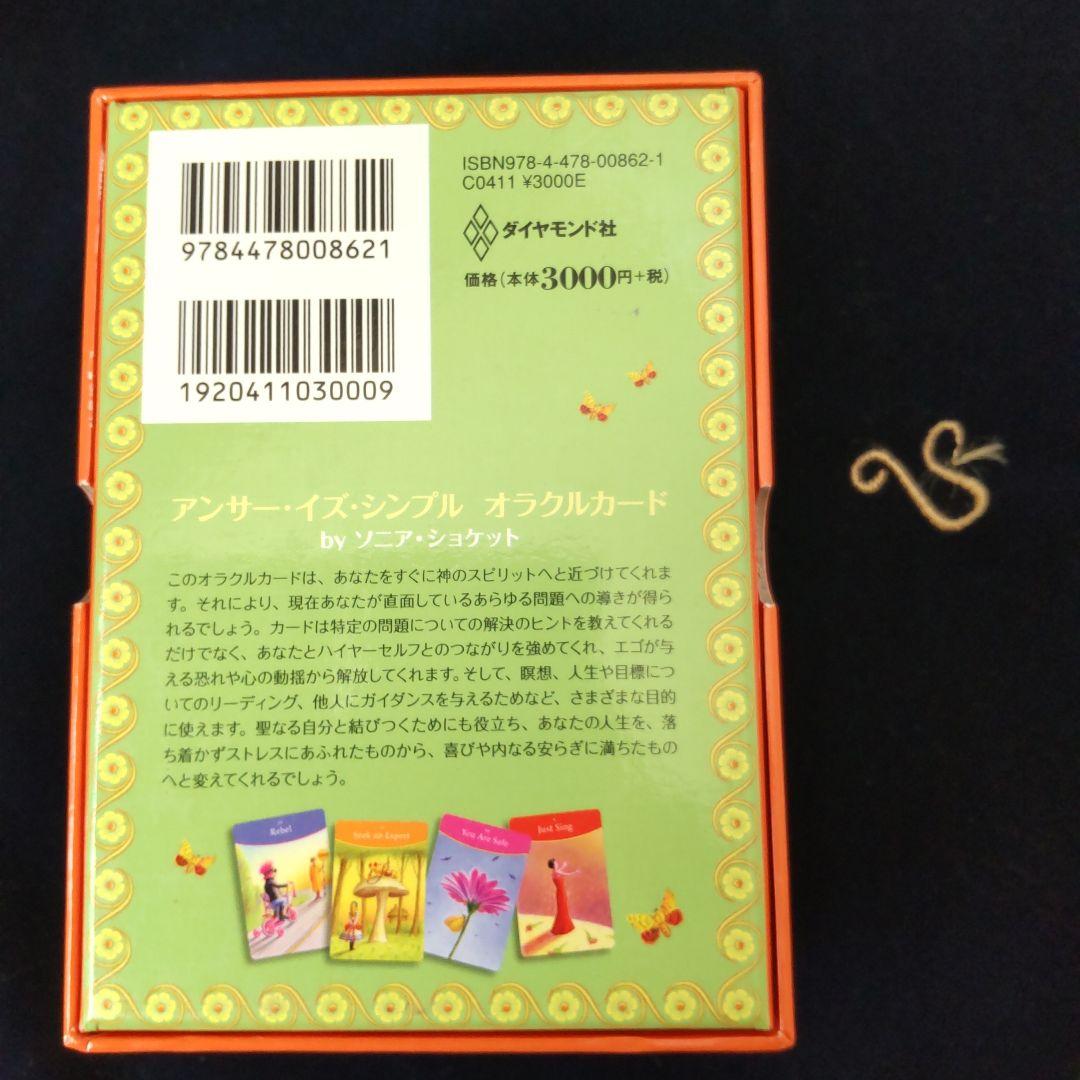 ISBN978-4-478-00862-1
C0411 ¥3000E
9784478008621
ダイヤモンド社
価格(本体3000円+税)
1920411030009
アンサー・イズ・シンプル オラクルカード
by ソニア・ショケット
このオラクルカードは、あなたをすぐに神のスピリットへと近づけてくれま
す。それにより、現在あなたが直面しているあらゆる問題への導きが得ら
れるでしょう。カードは特定の問題についての解決のヒントを教えてくれる
だけでなく、あなたとハイヤーセルフとのつながりを強めてくれ、エゴが与
える恐れや心の動揺から解放してくれます。そして、瞑想、人生や目標につ
いてのリーディング、他人にガイダンスを与えるためなど、さまざまな目的
に使えます。聖なる自分と結びつくためにも役立ち、あなたの人生を、落
ち着かずストレスにあふれたものから、喜びや内なる安らぎに満ちたもの
へと変えてくれるでしょう。
Rebel
Seek an Expert
You Are Safe
Just Sing